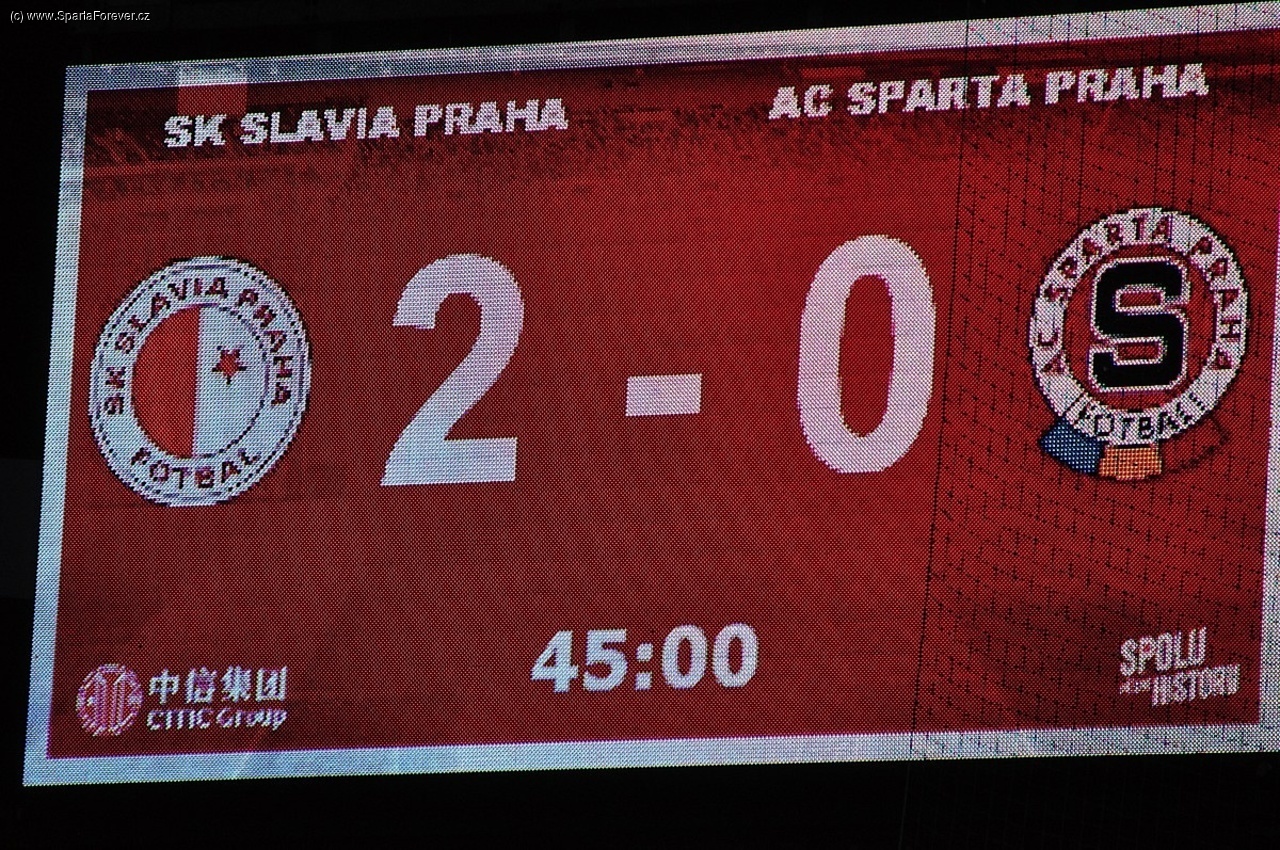 (c) www.SpartaForever.cz
SK SLAVIA PRAHA
AC SPARTA PRAHA
SK SLAVIA PRAHA
FOTBAL
2 - 0
AC SPARTA PRAHA
S
FOTBAL
45:00
中信集团
CITIC Group
SPOLU
HISTORII